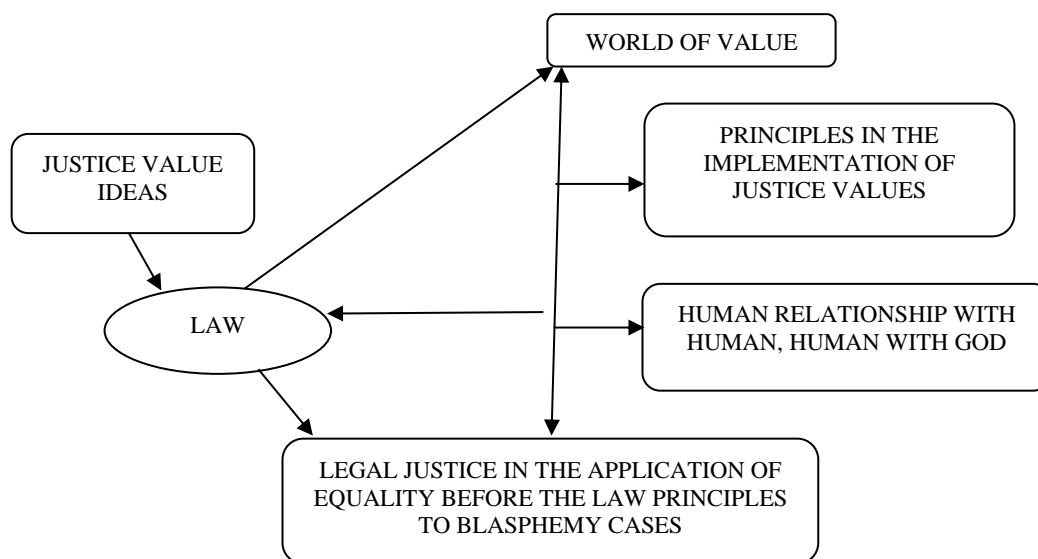 WORLD OF VALUE
JUSTICE VALUE
IDEAS
PRINCIPLES IN THE
IMPLEMENTATION OF
JUSTICE VALUES
LAW
HUMAN RELATIONSHIP WITH
HUMAN, HUMAN WITH GOD
LEGAL JUSTICE IN THE APPLICATION OF
EQUALITY BEFORE THE LAW PRINCIPLES
TO BLASPHEMY CASES